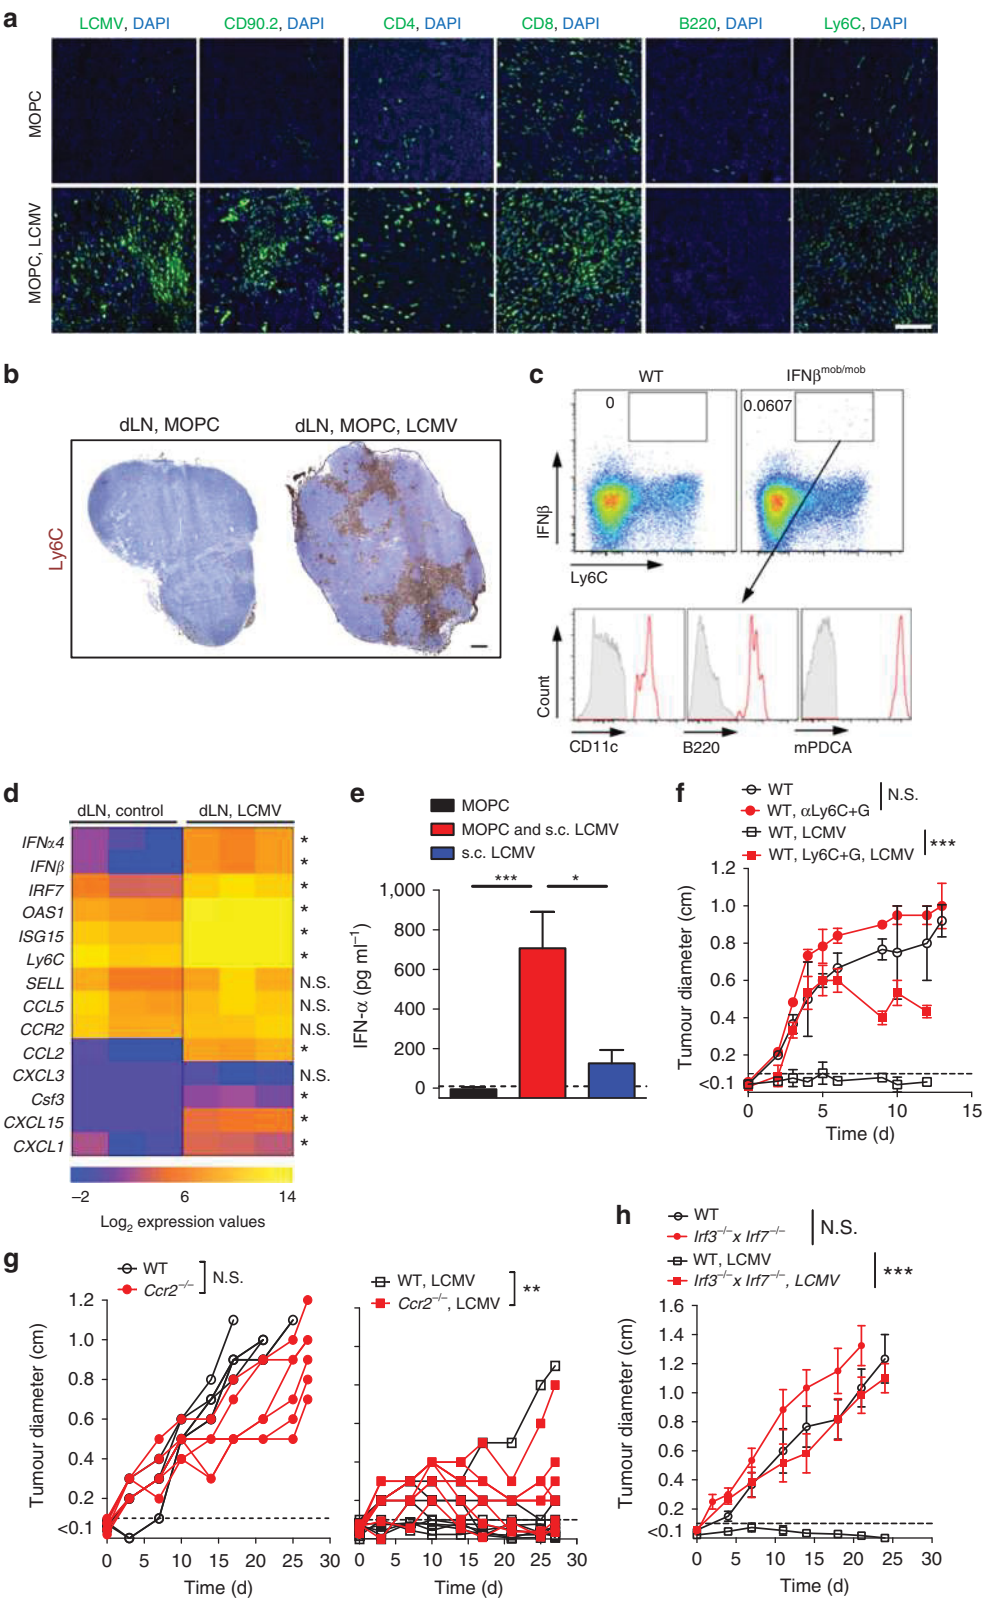 a
LCMV, DAPI CD90.2, DAPI CD4, DAPI CD8, DAPI B220, DAPI Ly6C, DAPI
MOPC
MOPC, LCMV
b
dLN, MOPC dLN, MOPC, LCMV
Ly6C
c
WT IFNβmob/mob
0 0.0607
IFNβ
Ly6C
Count
CD11c B220 mPDCA
d
dLN, control dLN, LCMV
IFNα4 *
IFNβ *
IRF7 *
OAS1 *
ISG15 *
Ly6C *
SELL N.S.
CCL5 N.S.
CCR2 N.S.
CCL2 *
CXCL3 N.S.
Csf3 *
CXCL15 *
CXCL1 *
–2 6 14
Log2 expression values
e
MOPC
MOPC and s.c. LCMV
s.c. LCMV
*** *
1,000
800
600
400
200
0
IFN-α (pg ml–1)
f
WT
WT, αLy6C+G
N.S.
WT, LCMV
WT, Ly6C+G, LCMV
***
1.2
1.0
0.8
0.6
0.4
0.2
<0.1
Tumour diameter (cm)
0 5 10 15
Time (d)
g
WT
Ccr2–/–
N.S.
WT, LCMV
Ccr2–/–, LCMV
**
1.2
1.0
0.8
0.6
0.4
0.2
<0.1
Tumour diameter (cm)
0 5 10 15 20 25 30 0 5 10 15 20 25 30
Time (d) Time (d)
h
WT
Irf3–/– x Irf7–/–
N.S.
WT, LCMV
Irf3–/– x Irf7–/–, LCMV
***
1.6
1.4
1.2
1.0
0.8
0.6
0.4
0.2
<0.1
Tumour diameter (cm)
0 5 10 15 20 25 30
Time (d)